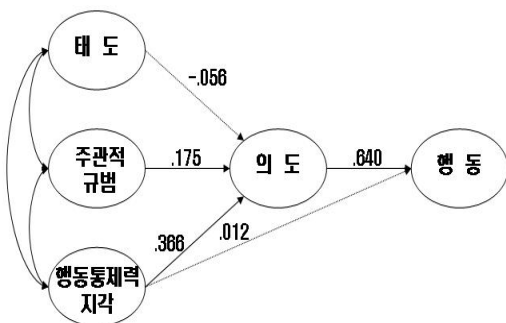 태 도
-.056
주관적
규범
.175
의 도
.640
행 동
.366
.012
행동통제력
지각